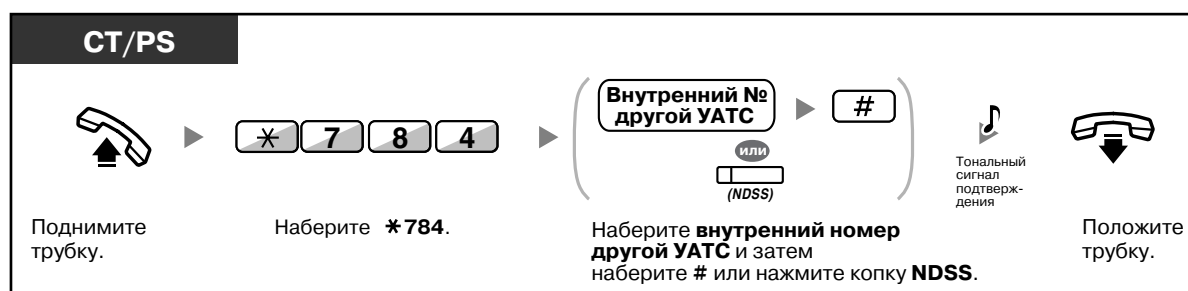 CT/PS
✱ 7 8 4
Внутренний №
другой УАТС
#
или
(NDSS)
Тональный
сигнал
подтверж-
дения
Поднимите
трубку.
Наберите ✱784.
Наберите внутренний номер
другой УАТС и затем
наберите # или нажмите копку NDSS.
Положите
трубку.